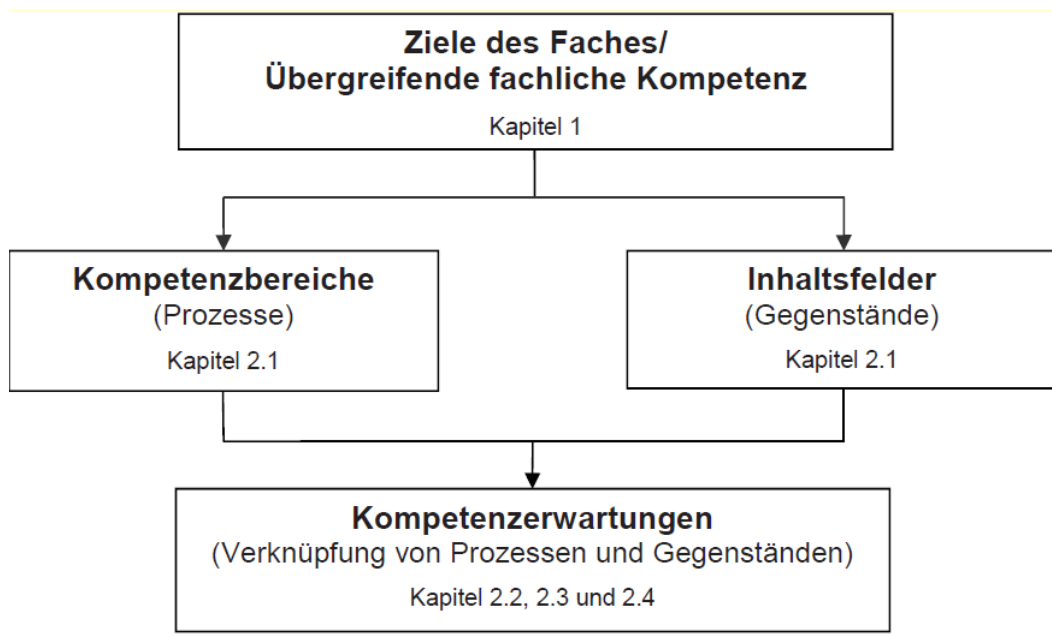 Ziele des Faches/
Übergreifende fachliche Kompetenz
Kapitel 1
Kompetenzbereiche
(Prozesse)
Kapitel 2.1
Inhaltsfelder
(Gegenstände)
Kapitel 2.1
Kompetenzerwartungen
(Verknüpfung von Prozessen und Gegenständen)
Kapitel 2.2, 2.3 und 2.4